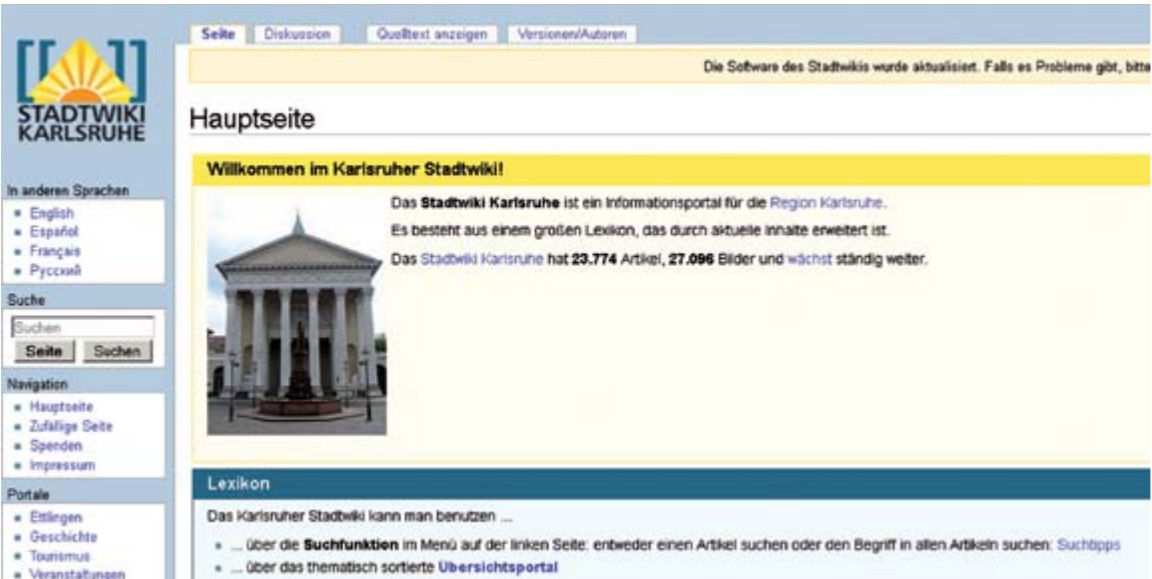 [[ ]]
STADTWIKI
KARLSRUHE
Seite Diskussion Quelltext anzeigen Versionen/Autoren
Die Software des Stadtwikis wurde aktualisiert. Falls es Probleme gibt, bitte
Hauptseite
Willkommen im Karlsruher Stadtwiki!
Das Stadtwiki Karlsruhe ist ein Informationsportal für die Region Karlsruhe.
Es besteht aus einem großen Lexikon, das durch aktuelle Inhalte erweitert ist.
Das Stadtwiki Karlsruhe hat 23.774 Artikel, 27.096 Bilder und wächst ständig weiter.
In anderen Sprachen
English
Español
Français
Русский
Suche
Suchen
Seite Suchen
Navigation
Hauptseite
Zufällige Seite
Spenden
Impressum
Portale
Ettlingen
Geschichte
Tourismus
Veranstaltungen
Lexikon
Das Karlsruher Stadtwiki kann man benutzen ...
... über die Suchfunktion im Menü auf der linken Seite: entweder einen Artikel suchen oder den Begriff in allen Artikeln suchen: Suchtipps
... über das thematisch sortierte Übersichtsportal